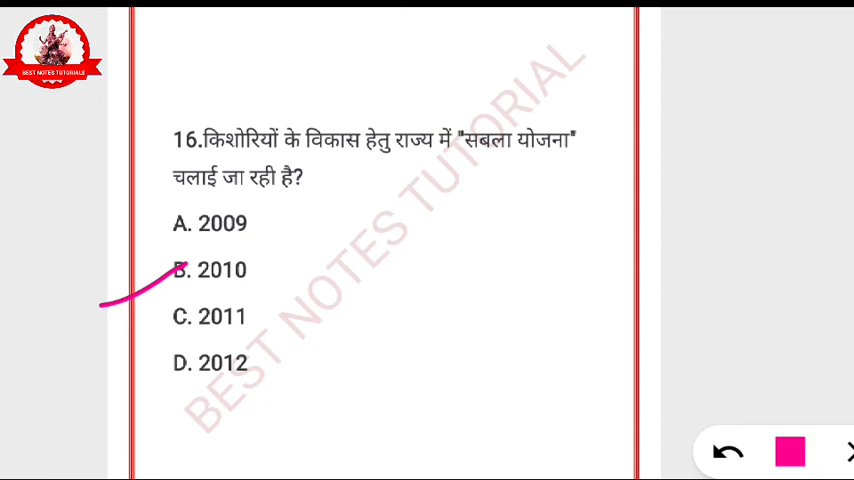 BEST NOTES TUTORIALS
16.किशोरियों के विकास हेतु राज्य में "सबला योजना"
चलाई जा रही है?
A. 2009
B. 2010
C. 2011
D. 2012
BEST NOTES TUTORIAL